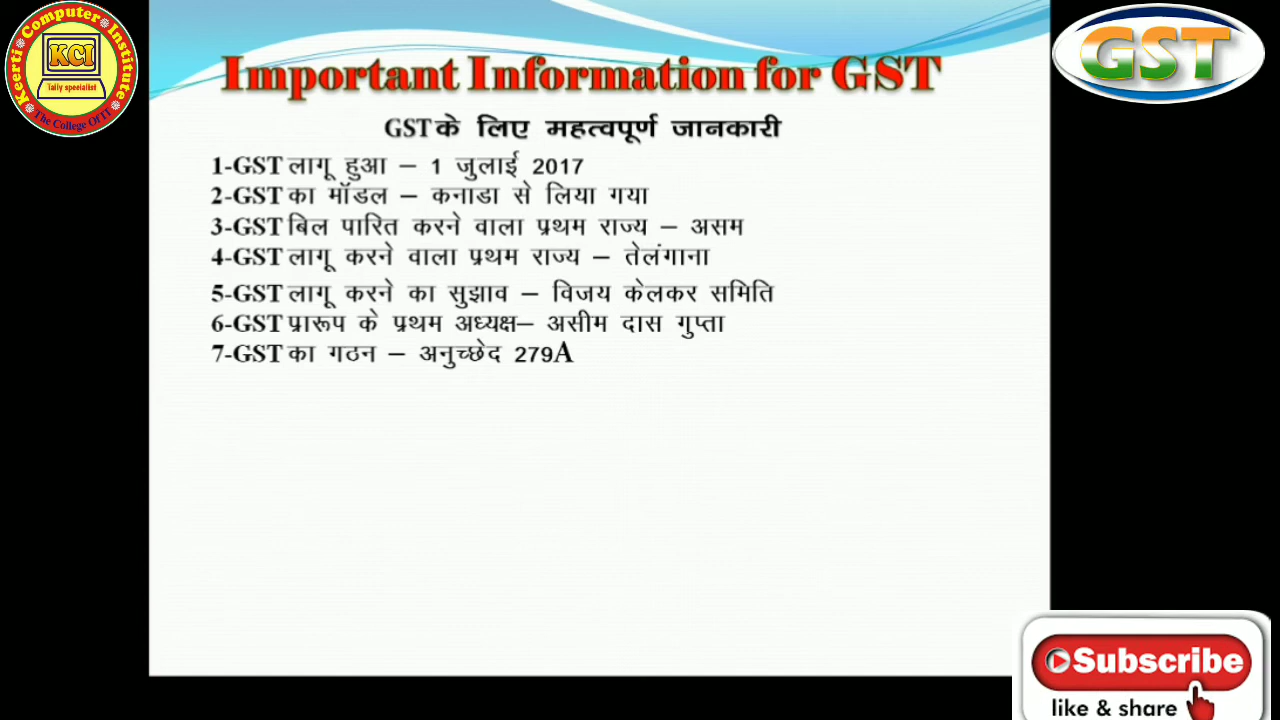 Keerti Computer Institute
KCI
Tally specialist
The College Of IT
GST
Important Information for GST
GST के लिए महत्वपूर्ण जानकारी
1-GST लागू हुआ – 1 जुलाई 2017
2-GST का मॉडल – कनाडा से लिया गया
3-GST बिल पारित करने वाला प्रथम राज्य – असम
4-GST लागू करने वाला प्रथम राज्य – तेलंगाना
5-GST लागू करने का सुझाव – विजय केलकर समिति
6-GST प्रारूप के प्रथम अध्यक्ष– असीम दास गुप्ता
7-GST का गठन – अनुच्छेद 279A
Subscribe
like & share